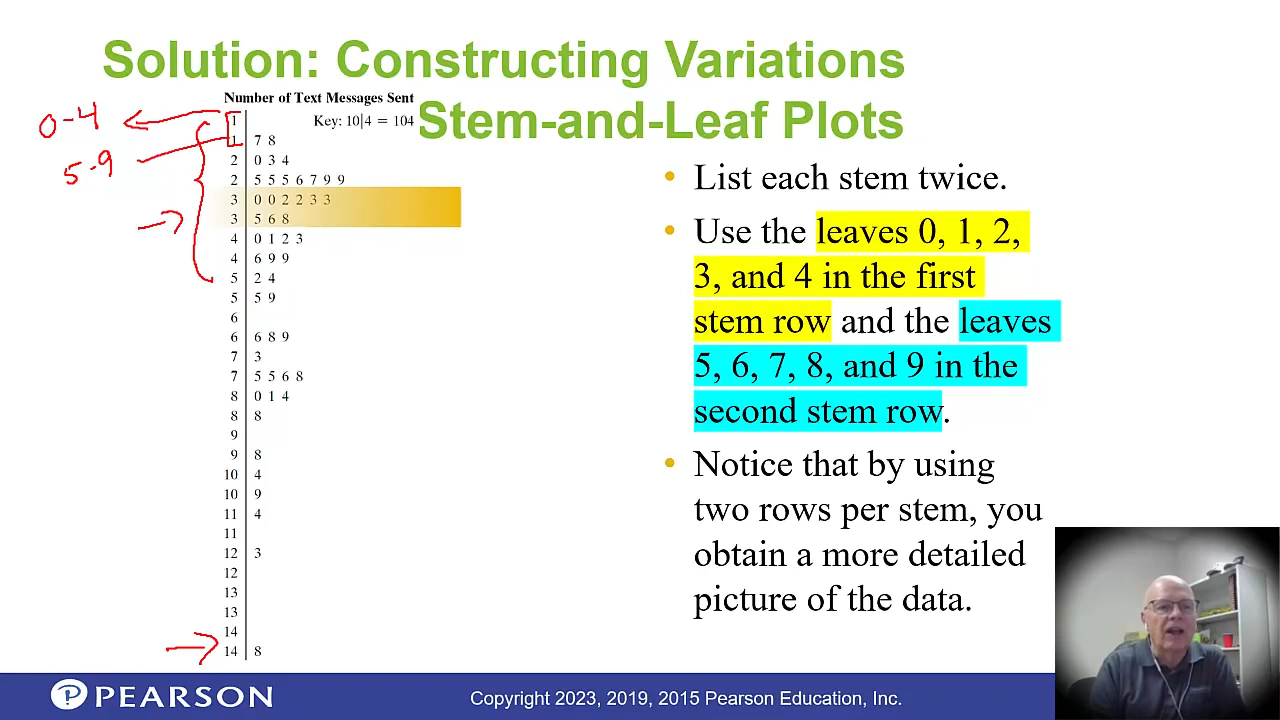 Solution: Constructing Variations
Stem-and-Leaf Plots
Number of Text Messages Sent
Key: 10|4 = 104
0-4
5-9
1 |
1 | 7 8
2 | 0 3 4
2 | 5 5 5 6 7 9 9
3 | 0 0 2 2 3 3
3 | 5 6 8
4 | 0 1 2 3
4 | 6 9 9
5 | 2 4
5 | 5 9
6 |
6 | 6 8 9
7 | 3
7 | 5 5 6 8
8 | 0 1 4
8 | 8
9 |
9 | 8
10 | 4
10 | 9
11 | 4
11 |
12 | 3
12 |
13 |
13 |
14 |
14 | 8
• List each stem twice.
• Use the leaves 0, 1, 2,
3, and 4 in the first
stem row and the leaves
5, 6, 7, 8, and 9 in the
second stem row.
• Notice that by using
two rows per stem, you
obtain a more detailed
picture of the data.
PEARSON
Copyright 2023, 2019, 2015 Pearson Education, Inc.